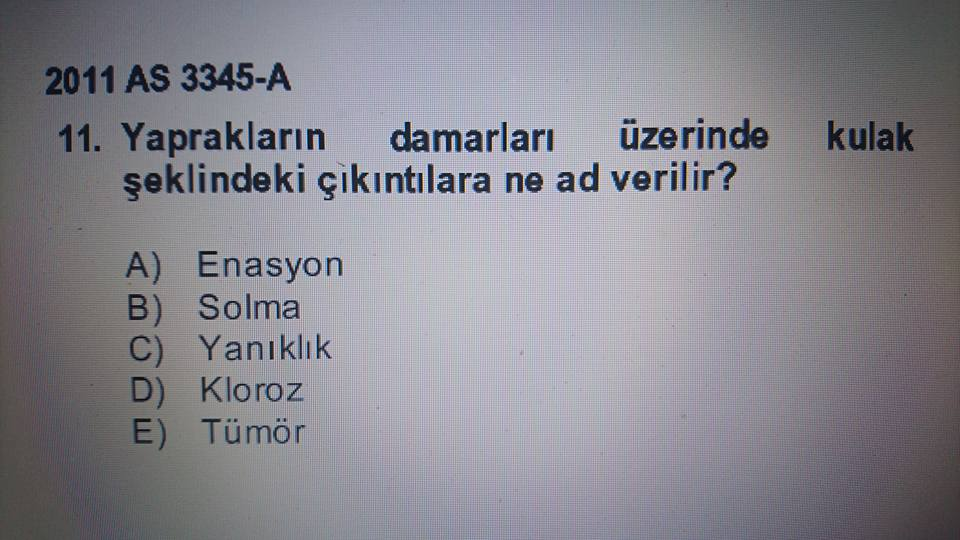 2011 AS 3345-A
11. Yaprakların damarları üzerinde kulak
şeklindeki çıkıntılara ne ad verilir?
A) Enasyon
B) Solma
C) Yanıklık
D) Kloroz
E) Tümör